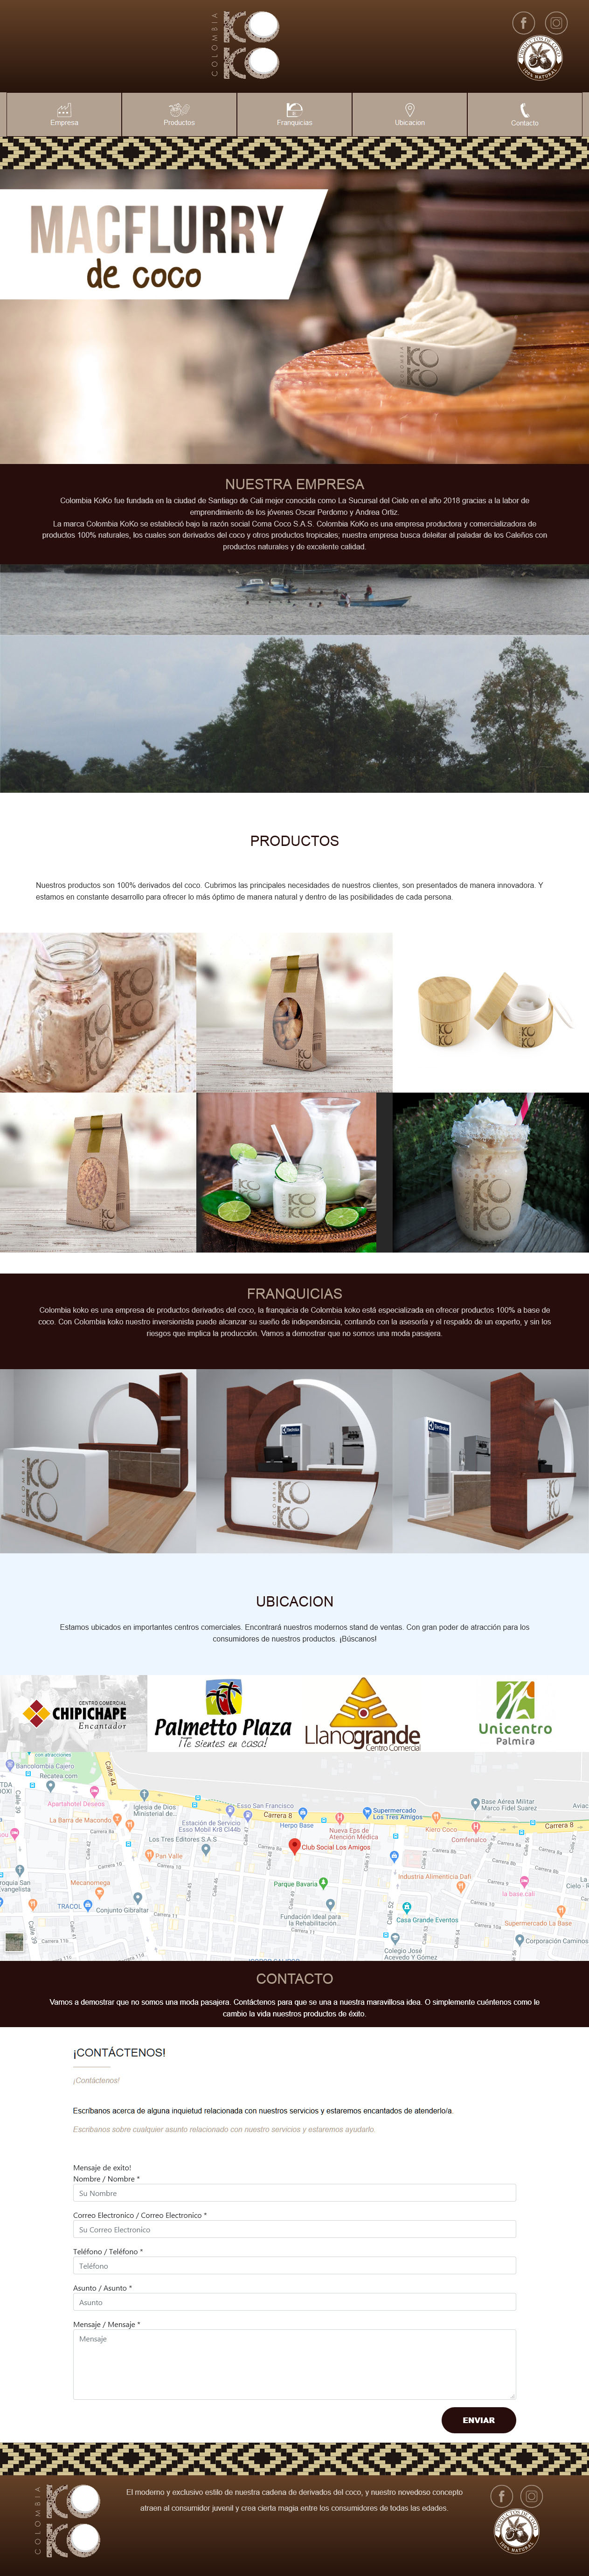 COLOMBIA
KOKO
100% NATURAL
Empresa
Productos
Franquicias
Ubicacion
Contacto
MACFLURRY
de coco
COLOMBIA
KOKO
NUESTRA EMPRESA
Colombia KoKo fue fundada en la ciudad de Santiago de Cali mejor conocida como La Sucursal del Cielo en el año 2018 gracias a la labor de
emprendimiento de los jóvenes Oscar Perdomo y Andrea Ortiz.
La marca Colombia KoKo se estableció bajo la razón social Coma Coco S.A.S. Colombia KoKo es una empresa productora y comercializadora de
productos 100% naturales, los cuales son derivados del coco y otros productos tropicales; nuestra empresa busca deleitar al paladar de los Caleños con
productos naturales y de excelente calidad.
PRODUCTOS
Nuestros productos son 100% derivados del coco. Cubrimos las principales necesidades de nuestros clientes, son presentados de manera innovadora. Y
estamos en constante desarrollo para ofrecer lo más óptimo de manera natural y dentro de las posibilidades de cada persona.
FRANQUICIAS
Colombia koko es una empresa de productos derivados del coco, la franquicia de Colombia koko está especializada en ofrecer productos 100% a base de
coco. Con Colombia koko nuestro inversionista puede alcanzar su sueño de independencia, contando con la asesoría y el respaldo de un experto, y sin los
riesgos que implica la producción. Vamos a demostrar que no somos una moda pasajera.
UBICACION
Estamos ubicados en importantes centros comerciales. Encontrará nuestros modernos stand de ventas. Con gran poder de atracción para los
consumidores de nuestros productos. ¡Búscanos!
CENTRO COMERCIAL
CHIPICHAPE
Encantador
Palmetto Plaza
¡Te sientes en casa!
Llanogrande
Centro Comercial
Unicentro
Palmira
con atracciones
Bancolombia Cajero
Recatea.com
Calle 44
Apartahotel Deseos
La Barra de Macondo
Iglesia de Dios
Ministerial de...
Esso San Francisco
Estación de Servicio
Esso Mobil Kr8 Cl44b
Herpo Base
Supermercado
Los Tres Amigos
Base Aérea Militar
Marco Fidel Suarez
Carrera 8
Carrera 8
Nueva Eps de
Antención Médica
Kiero Coco
Comfenalco
Los Tres Editores S.A.S
Club Social Los Amigos
Pan Valle
Mecanomega
Parque Bavaria
Industria Alimenticia Dafi
la base.cali
TRACOL
Conjunto Gibraltar
Fundación Ideal para
la Rehabilitación...
Casa Grande Eventos
Supermercado La Base
Corporación Caminos
Colegio José
Acevedo Y Gómez
CONTACTO
Vamos a demostrar que no somos una moda pasajera. Contáctenos para que se una a nuestra maravillosa idea. O simplemente cuéntenos como le
cambio la vida nuestros productos de éxito.
¡CONTÁCTENOS!
¡Contáctenos!
Escríbanos acerca de alguna inquietud relacionada con nuestros servicios y estaremos encantados de atenderlo/a.
Escribanos sobre cualquier asunto relacionado con nuestro servicios y estaremos ayudarlo.
Mensaje de exito!
Nombre / Nombre *
Su Nombre
Correo Electronico / Correo Electronico *
Su Correo Electronico
Teléfono / Teléfono *
Teléfono
Asunto / Asunto *
Asunto
Mensaje / Mensaje *
Mensaje
ENVIAR
COLOMBIA
KOKO
El moderno y exclusivo estilo de nuestra cadena de derivados del coco, y nuestro novedoso concepto
atraen al consumidor juvenil y crea cierta magia entre los consumidores de todas las edades.
100% NATURAL